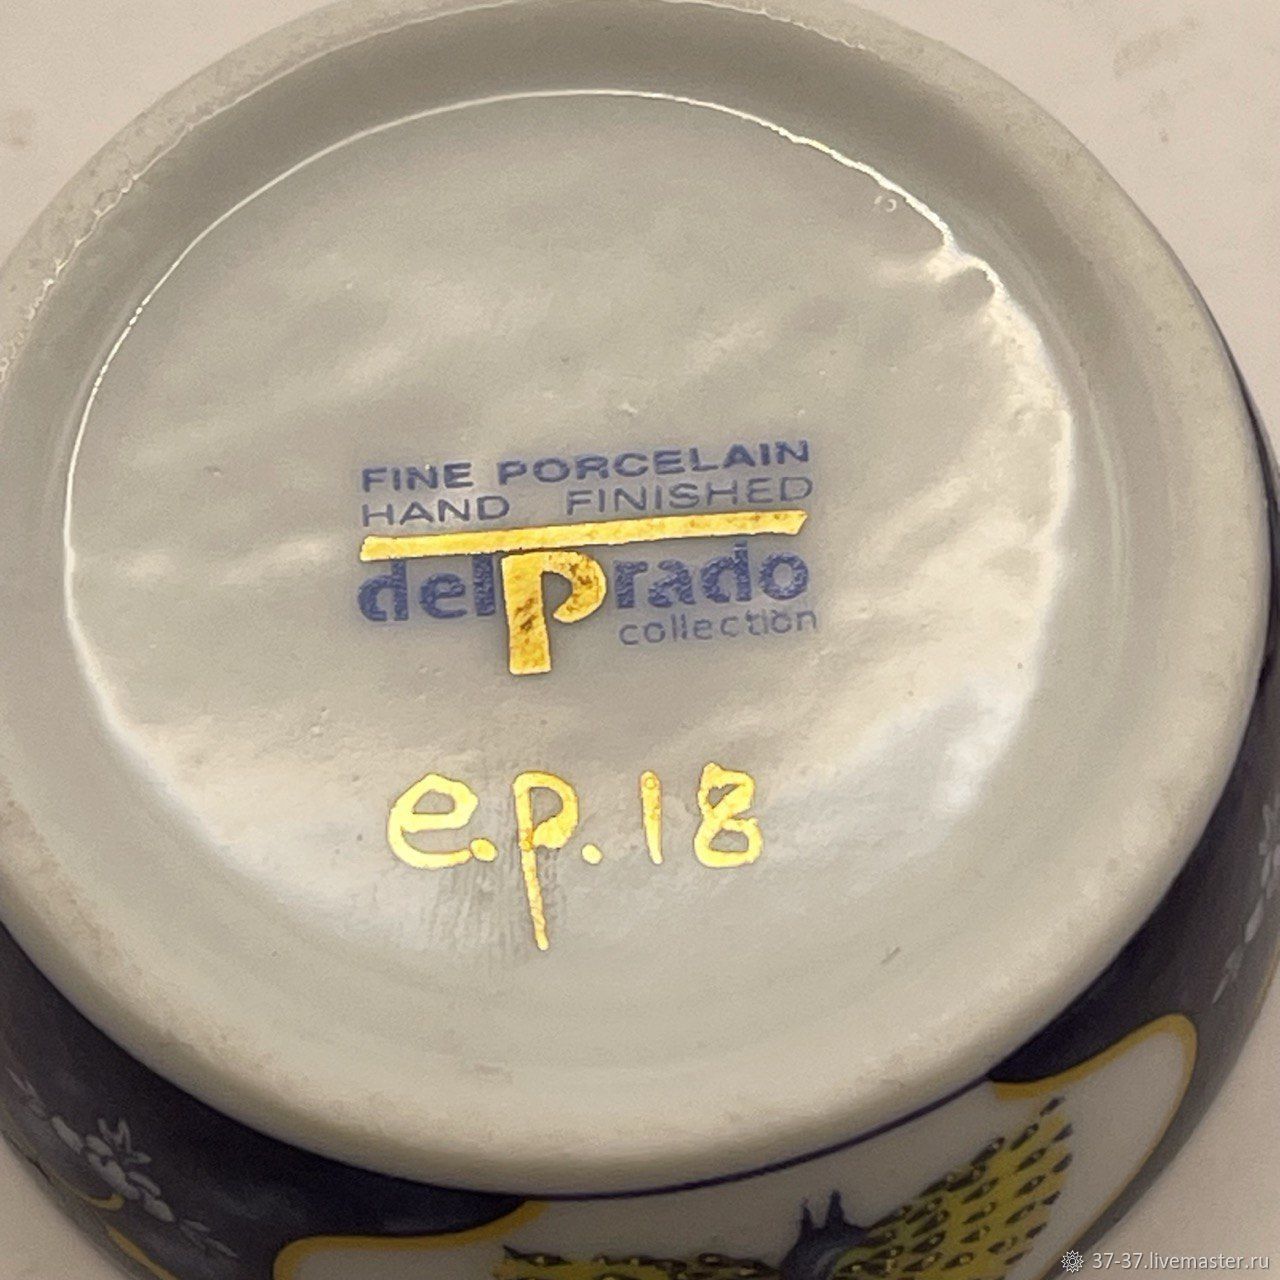 FINE PORCELAIN
HAND FINISHED
delPrado
collection
e.p.18
37-37.livemaster.ru